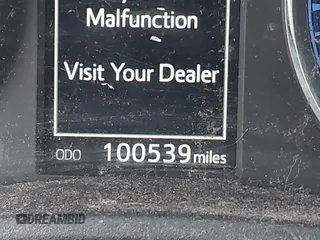 Malfunction
Visit Your Dealer
ODO 100539 miles
DREAMBID